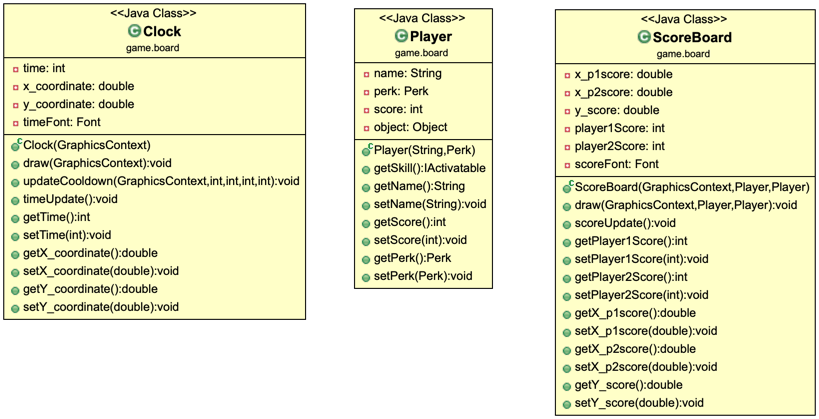 <<Java Class>>
Clock
game.board
time: int
x_coordinate: double
y_coordinate: double
timeFont: Font
Clock(GraphicsContext)
draw(GraphicsContext):void
updateCooldown(GraphicsContext,int,int,int,int):void
timeUpdate():void
getTime():int
setTime(int):void
getX_coordinate():double
setX_coordinate(double):void
getY_coordinate():double
setY_coordinate(double):void
<<Java Class>>
Player
game.board
name: String
perk: Perk
score: int
object: Object
Player(String,Perk)
getSkill():IActivatable
getName():String
setName(String):void
getScore():int
setScore(int):void
getPerk():Perk
setPerk(Perk):void
<<Java Class>>
ScoreBoard
game.board
x_p1score: double
x_p2score: double
y_score: double
player1Score: int
player2Score: int
scoreFont: Font
ScoreBoard(GraphicsContext,Player,Player)
draw(GraphicsContext,Player,Player):void
scoreUpdate():void
getPlayer1Score():int
setPlayer1Score(int):void
getPlayer2Score():int
setPlayer2Score(int):void
getX_p1score():double
setX_p1score(double):void
getX_p2score():double
setX_p2score(double):void
getY_score():double
setY_score(double):void